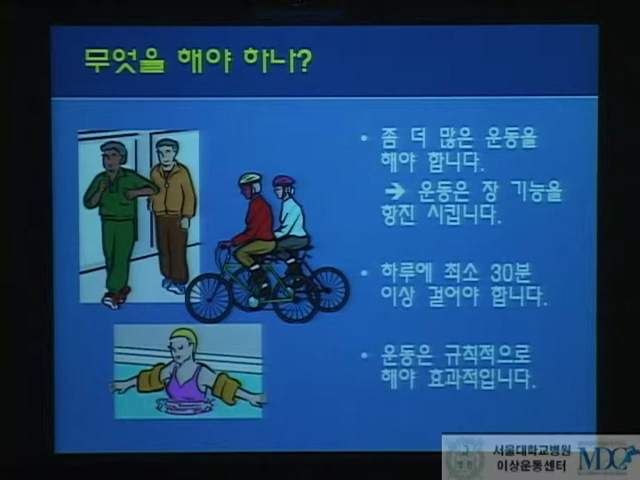 무엇을 해야 하나?
• 좀 더 많은 운동을
해야 합니다.
➔ 운동은 장 기능을
항진 시킵니다.
• 하루에 최소 30분
이상 걸어야 합니다.
• 운동은 규칙적으로
해야 효과적입니다.
서울대학교병원
이상운동센터
MDC